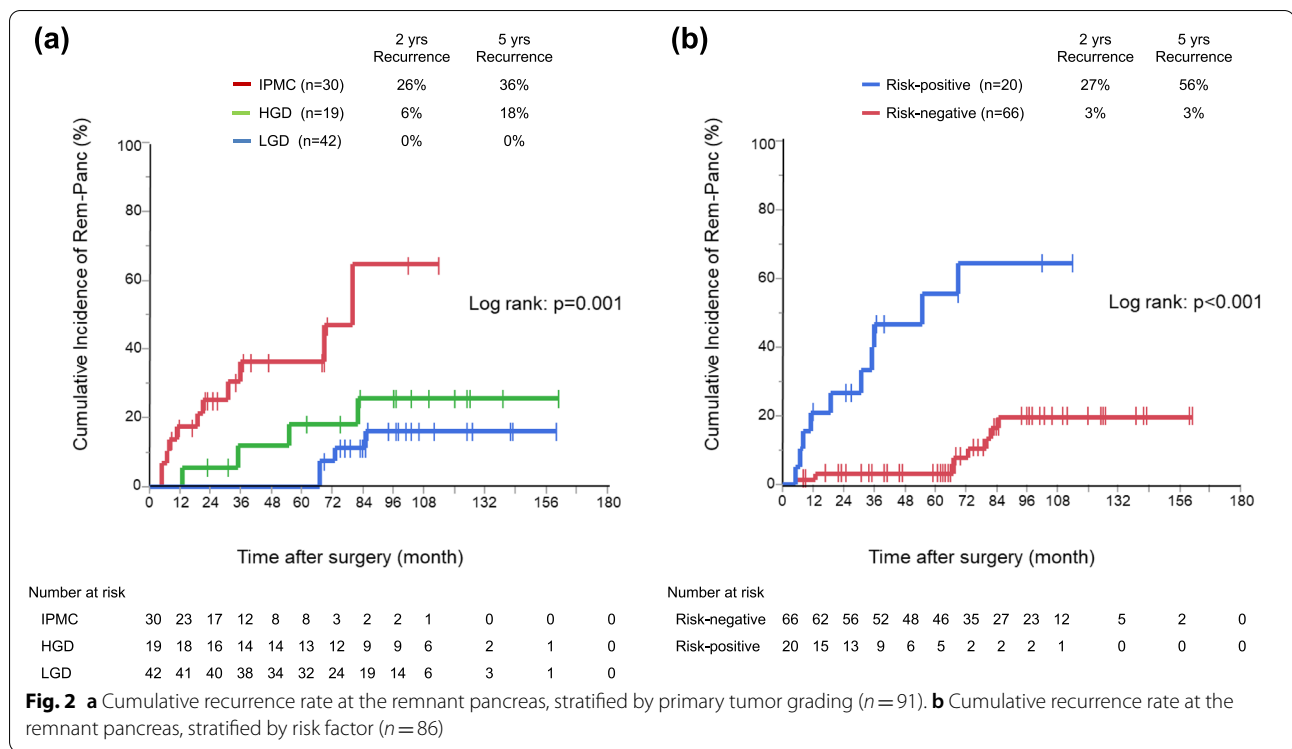 (a)
2 yrs Recurrence 5 yrs Recurrence
IPMC (n=30) 26% 36%
HGD (n=19) 6% 18%
LGD (n=42) 0% 0%
Cumulative Incidence of Rem-Panc (%)
100
80
60
40
20
0
Log rank: p=0.001
0 12 24 36 48 60 72 84 96 108 132 156 180
Time after surgery (month)
Number at risk
IPMC 30 23 17 12 8 8 3 2 2 1 0 0 0
HGD 19 18 16 14 14 13 12 9 9 6 2 1 0
LGD 42 41 40 38 34 32 24 19 14 6 3 1 0
(b)
2 yrs Recurrence 5 yrs Recurrence
Risk-positive (n=20) 27% 56%
Risk-negative (n=66) 3% 3%
Cumulative Incidence of Rem-Panc (%)
100
80
60
40
20
0
Log rank: p<0.001
0 12 24 36 48 60 72 84 96 108 132 156 180
Time after surgery (month)
Risk-negative 66 62 56 52 48 46 35 27 23 12 5 2 0
Risk-positive 20 15 13 9 6 5 2 2 2 1 0 0 0
Fig. 2 a Cumulative recurrence rate at the remnant pancreas, stratified by primary tumor grading (n = 91). b Cumulative recurrence rate at the
remnant pancreas, stratified by risk factor (n = 86)